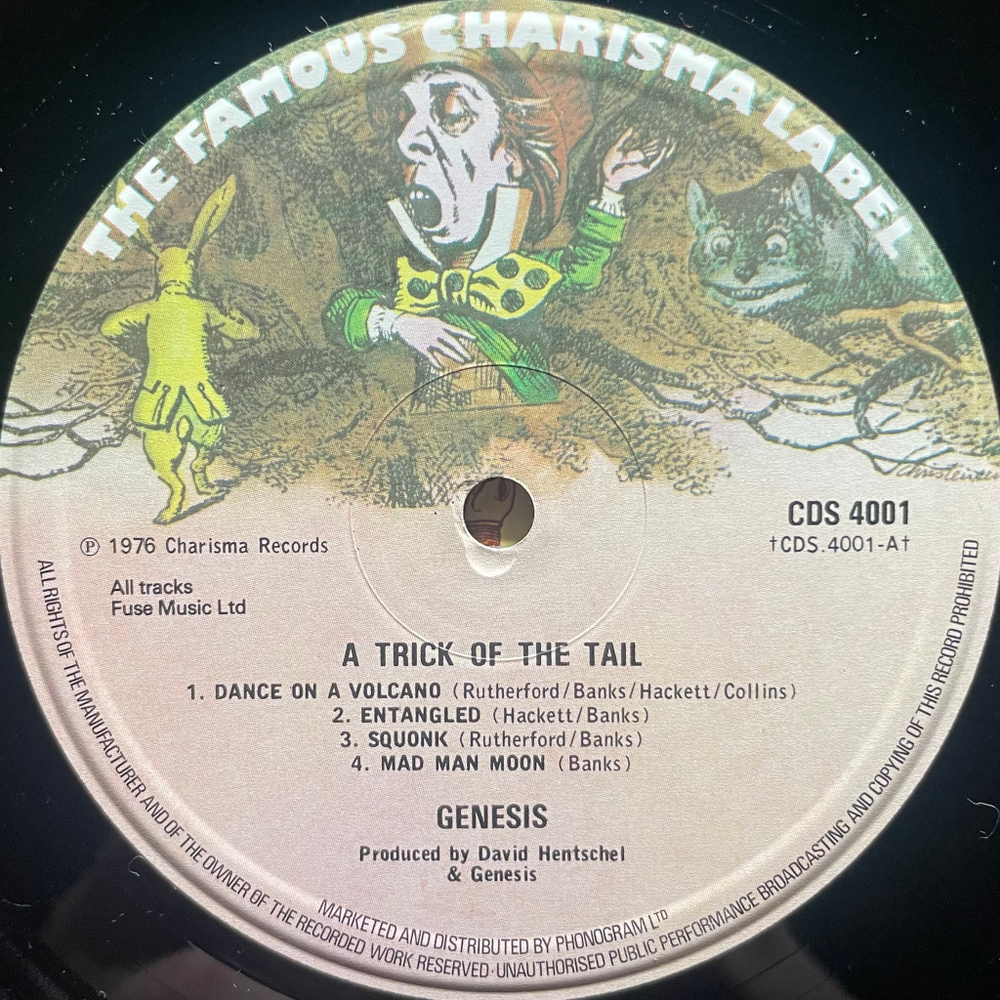 THE FAMOUS CHARISMA LABEL
CDS 4001
℗ 1976 Charisma Records
†CDS.4001-A†
All tracks
Fuse Music Ltd
A TRICK OF THE TAIL
1. DANCE ON A VOLCANO (Rutherford/Banks/Hackett/Collins)
2. ENTANGLED (Hackett/Banks)
3. SQUONK (Rutherford/Banks)
4. MAD MAN MOON (Banks)
GENESIS
Produced by David Hentschel
& Genesis
MARKETED AND DISTRIBUTED BY PHONOGRAM LTD
ALL RIGHTS OF THE MANUFACTURER AND OF THE OWNER OF THE RECORDED WORK RESERVED·UNAUTHORISED PUBLIC PERFORMANCE BROADCASTING AND COPYING OF THIS RECORD PROHIBITED